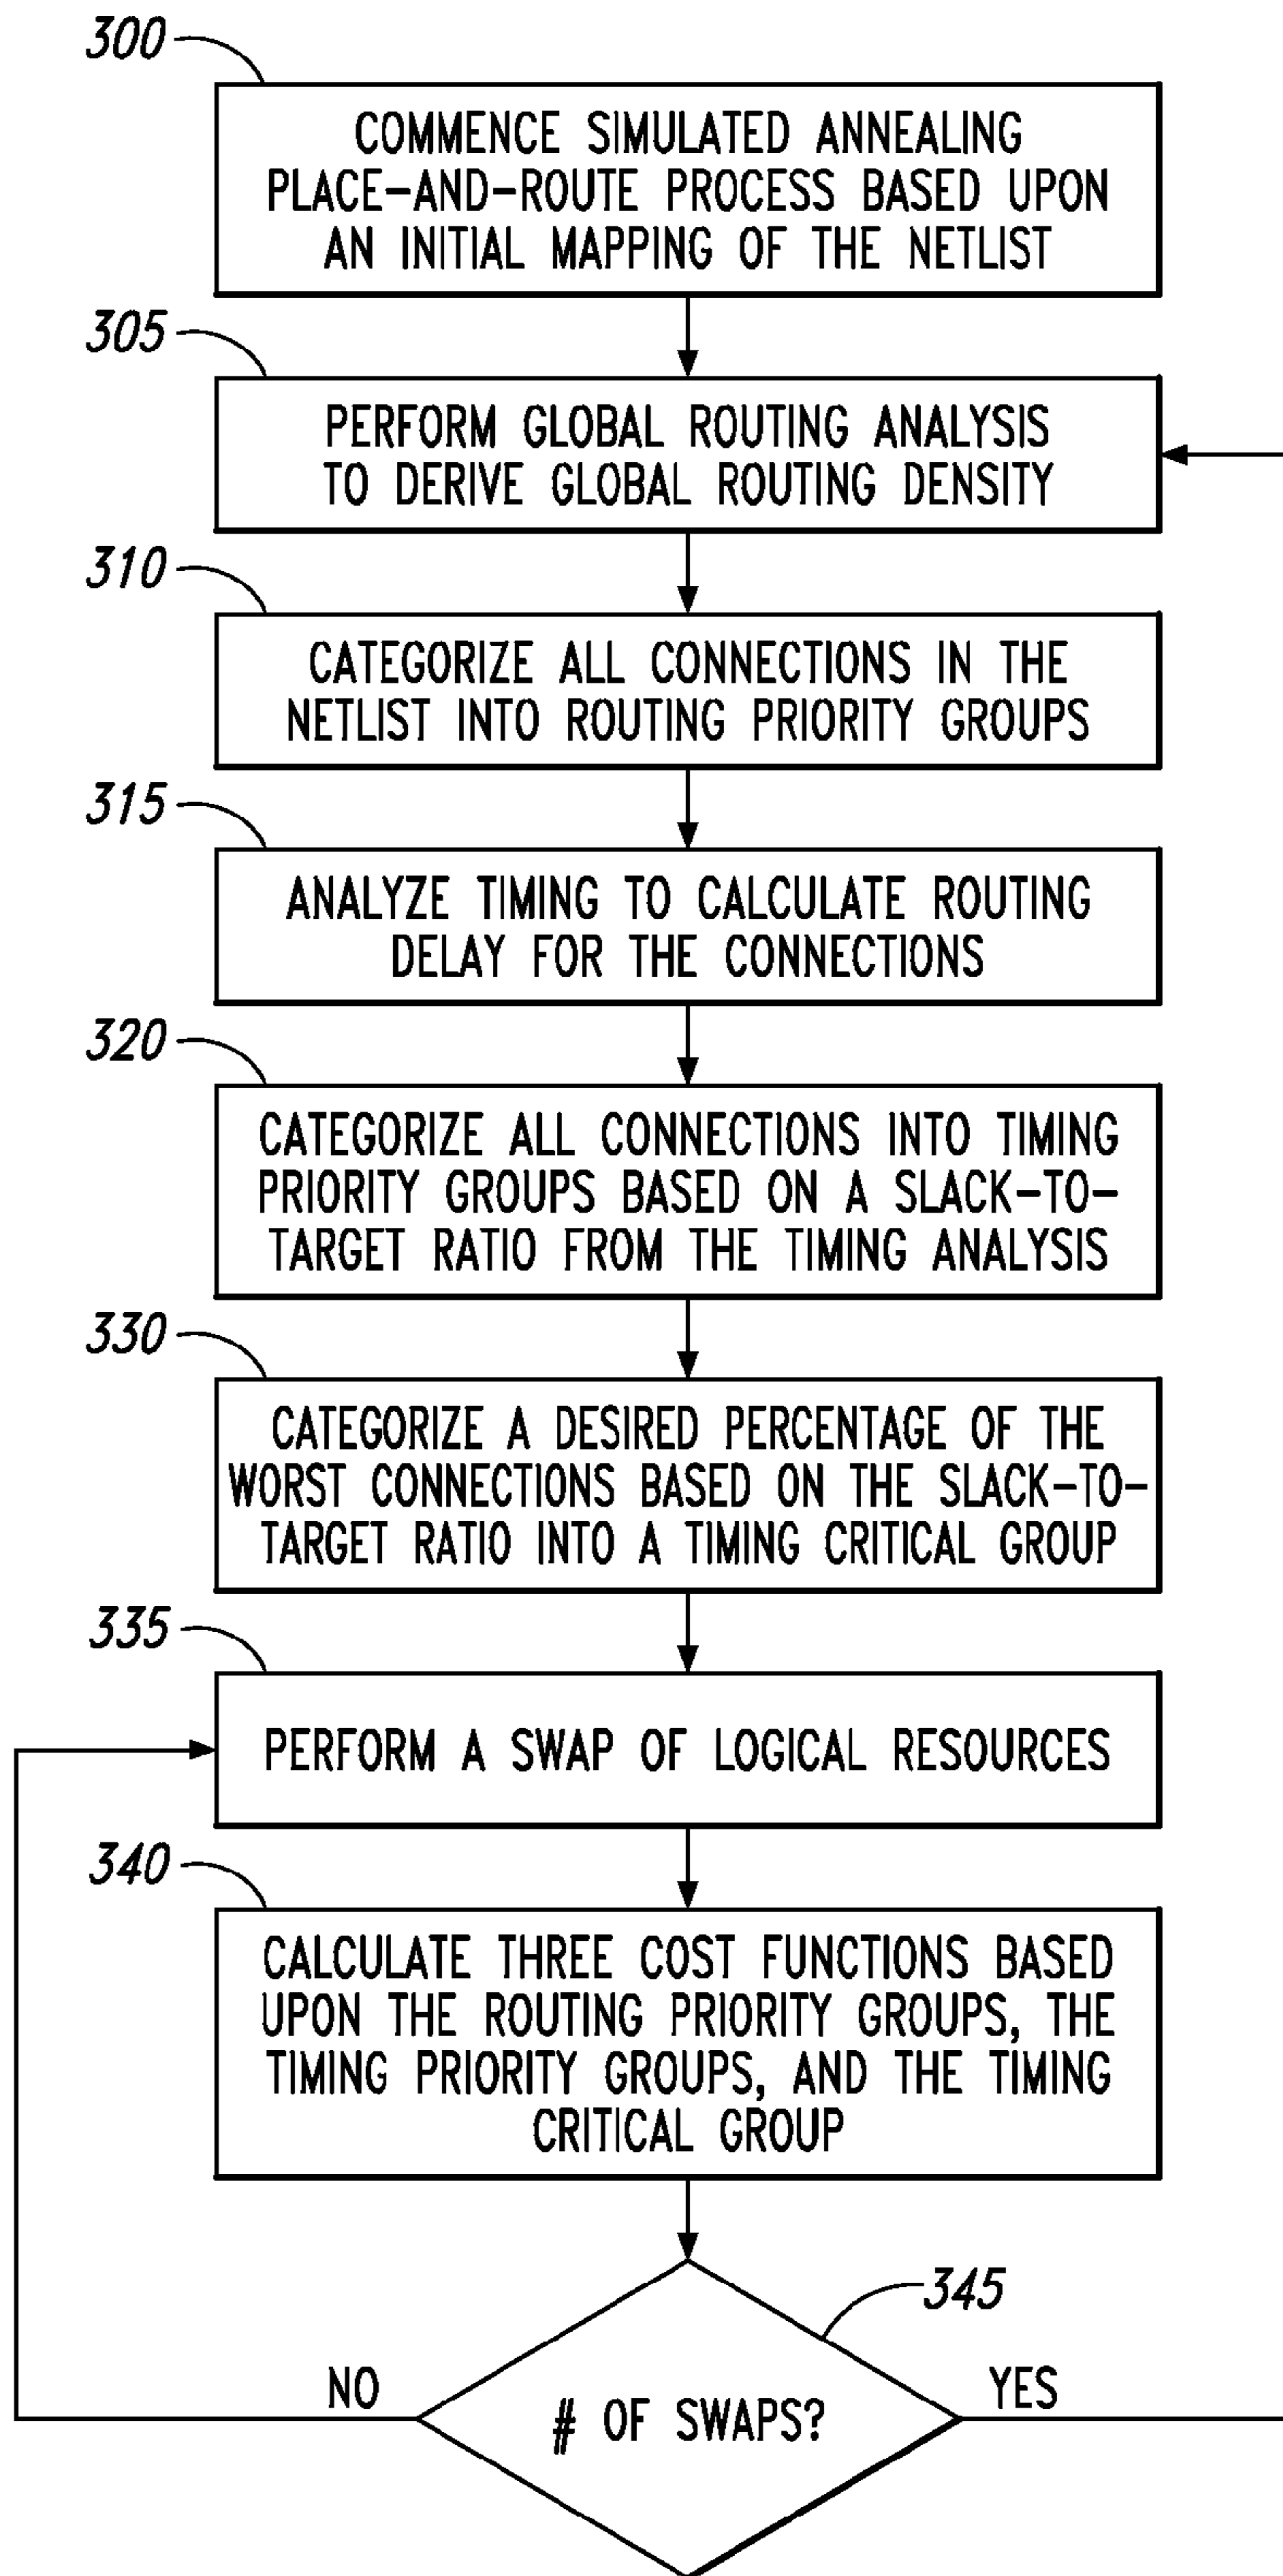 300
COMMENCE SIMULATED ANNEALING
PLACE-AND-ROUTE PROCESS BASED UPON
AN INITIAL MAPPING OF THE NETLIST
305
PERFORM GLOBAL ROUTING ANALYSIS
TO DERIVE GLOBAL ROUTING DENSITY
310
CATEGORIZE ALL CONNECTIONS IN THE
NETLIST INTO ROUTING PRIORITY GROUPS
315
ANALYZE TIMING TO CALCULATE ROUTING
DELAY FOR THE CONNECTIONS
320
CATEGORIZE ALL CONNECTIONS INTO TIMING
PRIORITY GROUPS BASED ON A SLACK-TO-
TARGET RATIO FROM THE TIMING ANALYSIS
330
CATEGORIZE A DESIRED PERCENTAGE OF THE
WORST CONNECTIONS BASED ON THE SLACK-TO-
TARGET RATIO INTO A TIMING CRITICAL GROUP
335
PERFORM A SWAP OF LOGICAL RESOURCES
340
CALCULATE THREE COST FUNCTIONS BASED
UPON THE ROUTING PRIORITY GROUPS, THE
TIMING PRIORITY GROUPS, AND THE TIMING
CRITICAL GROUP
345
NO
# OF SWAPS?
YES